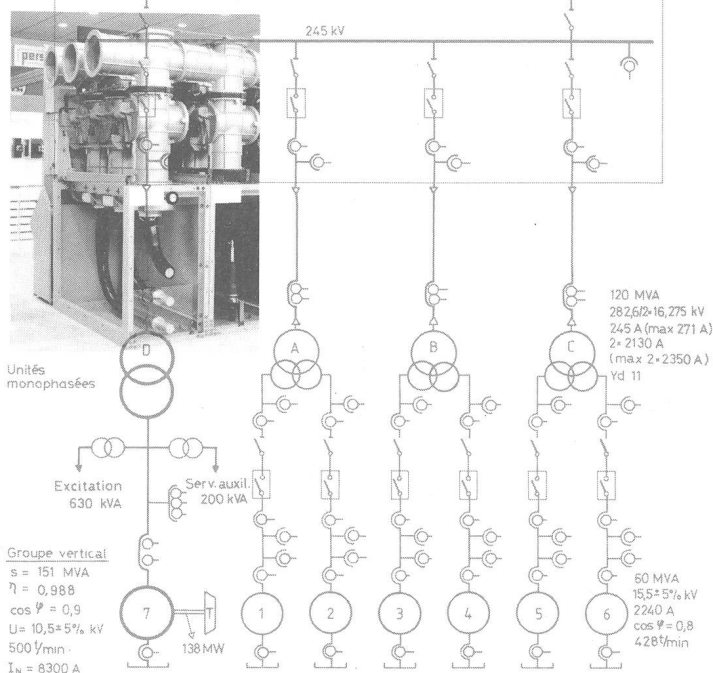 245 kV
pers
120 MVA
282,6/2×16,275 kV
245 A (max 271 A)
2×2130 A
(max 2×2350 A)
Yd 11
D
A
B
C
Unités
monophasées
Excitation
630 kVA
Serv. auxil.
200 kVA
Groupe vertical
s = 151 MVA
η = 0,988
cos φ = 0,9
U= 10,5±5% kV
500 t/min.
I_N = 8300 A
7
T
138 MW
1
2
3
4
5
6
60 MVA
15,5±5% kV
2240 A
cos φ = 0,8
428 t/min